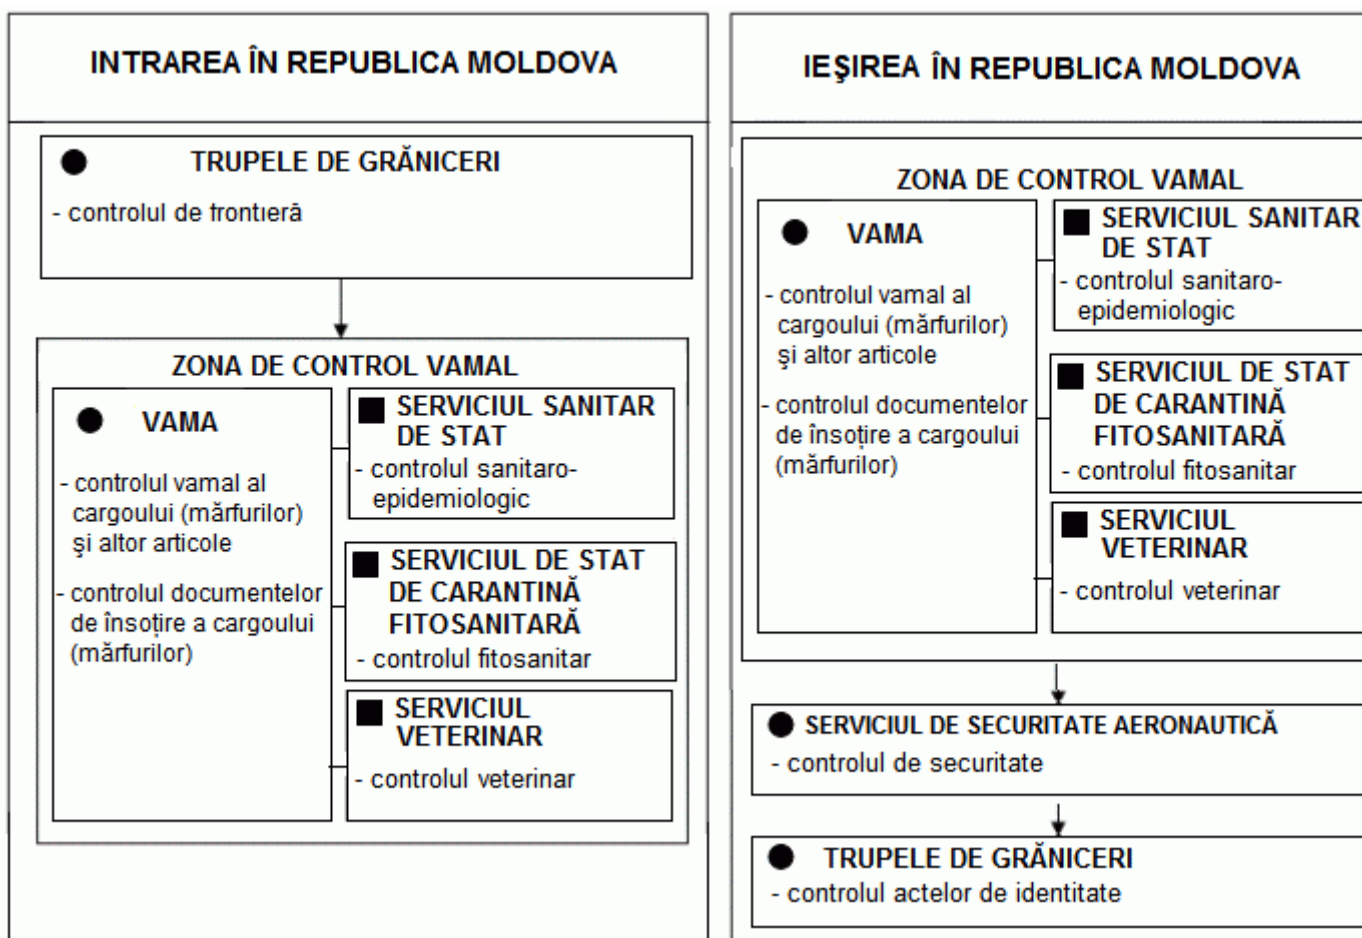 INTRAREA ÎN REPUBLICA MOLDOVA
TRUPELE DE GRĂNICERI
- controlul de frontieră
ZONA DE CONTROL VAMAL
VAMA
- controlul vamal al
cargoului (mărfurilor)
şi altor articole
- controlul documentelor
de însoțire a cargoului
(mărfurilor)
SERVICIUL SANITAR
DE STAT
- controlul sanitaro-
epidemiologic
SERVICIUL DE STAT
DE CARANTINĂ
FITOSANITARĂ
- controlul fitosanitar
SERVICIUL
VETERINAR
- controlul veterinar
IEŞIREA ÎN REPUBLICA MOLDOVA
ZONA DE CONTROL VAMAL
VAMA
- controlul vamal al
cargoului (mărfurilor)
şi altor articole
- controlul documentelor
de însoțire a cargoului
(mărfurilor)
SERVICIUL SANITAR
DE STAT
- controlul sanitaro-
epidemiologic
SERVICIUL DE STAT
DE CARANTINĂ
FITOSANITARĂ
- controlul fitosanitar
SERVICIUL
VETERINAR
- controlul veterinar
SERVICIUL DE SECURITATE AERONAUTICĂ
- controlul de securitate
TRUPELE DE GRĂNICERI
- controlul actelor de identitate